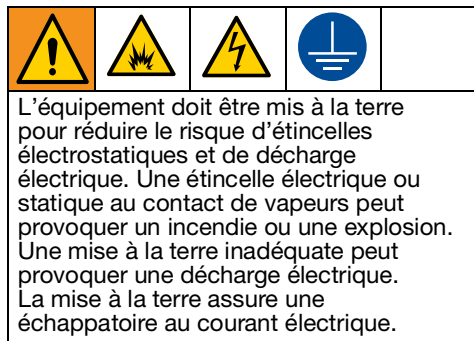 L'équipement doit être mis à la terre
pour réduire le risque d'étincelles
électrostatiques et de décharge
électrique. Une étincelle électrique ou
statique au contact de vapeurs peut
provoquer un incendie ou une explosion.
Une mise à la terre inadéquate peut
provoquer une décharge électrique.
La mise à la terre assure une
échappatoire au courant électrique.